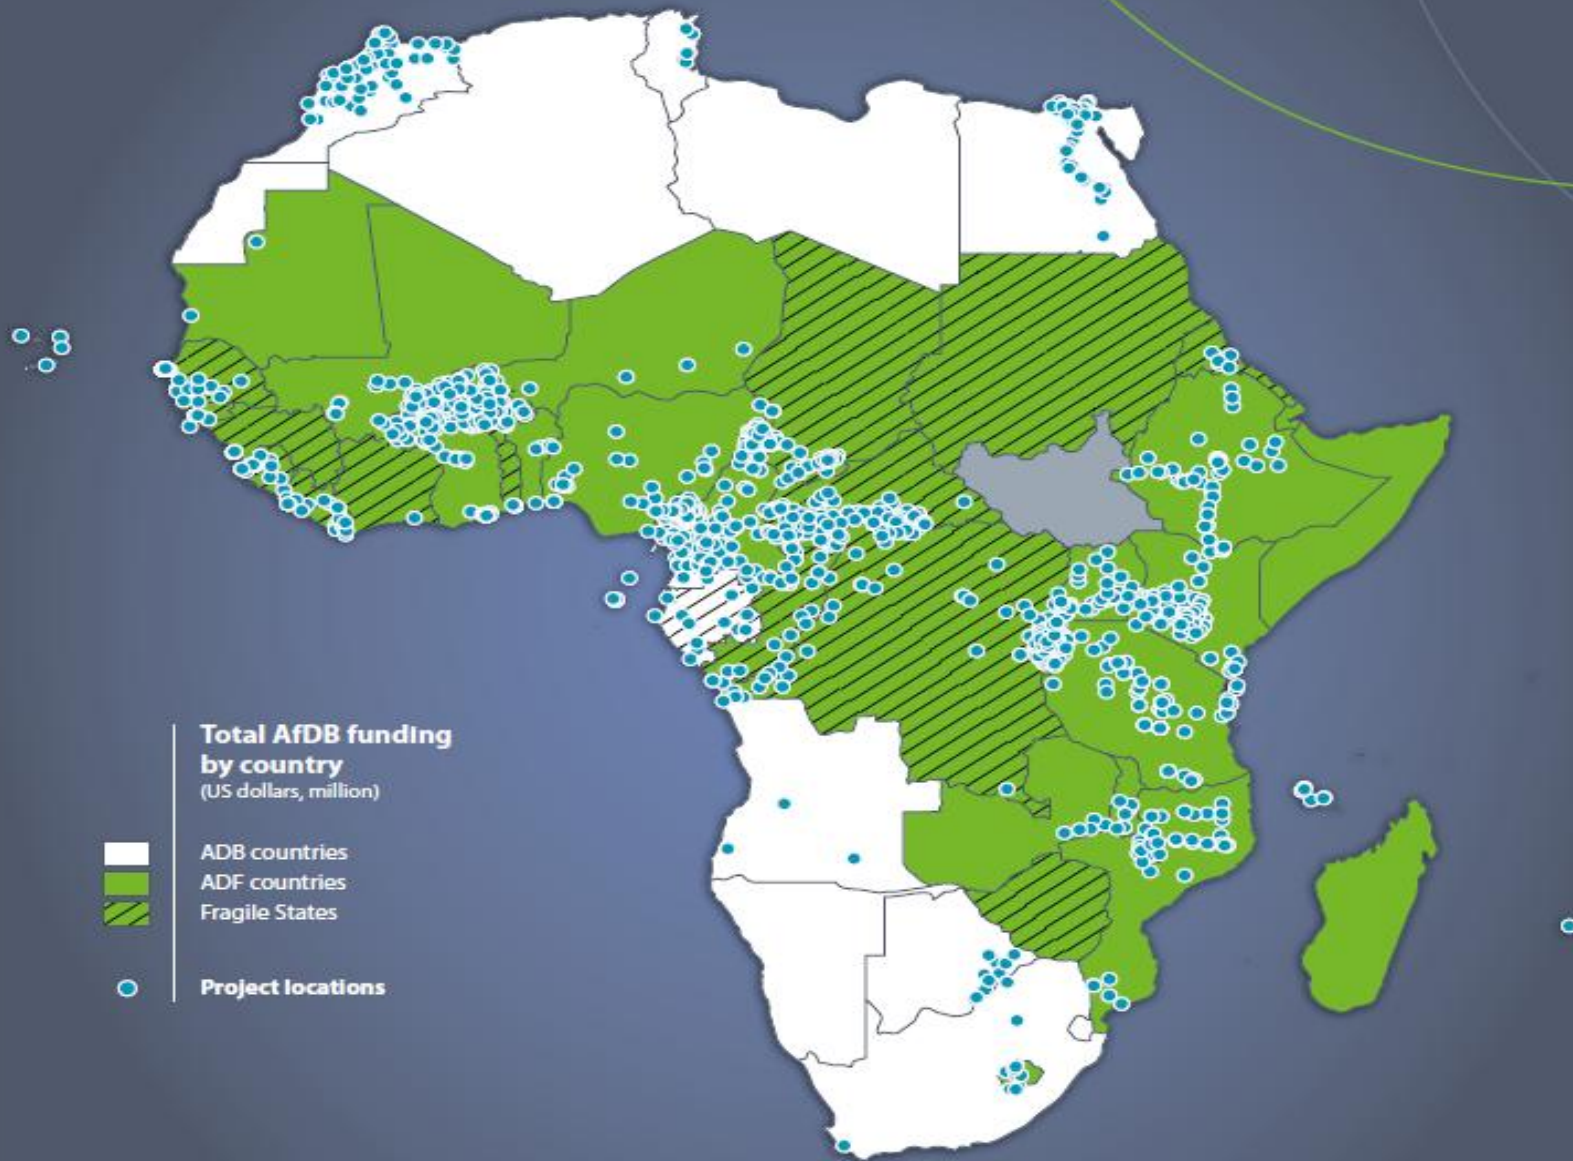 Total AfDB funding
by country
(US dollars, million)
ADB countries
ADF countries
Fragile States
Project locations